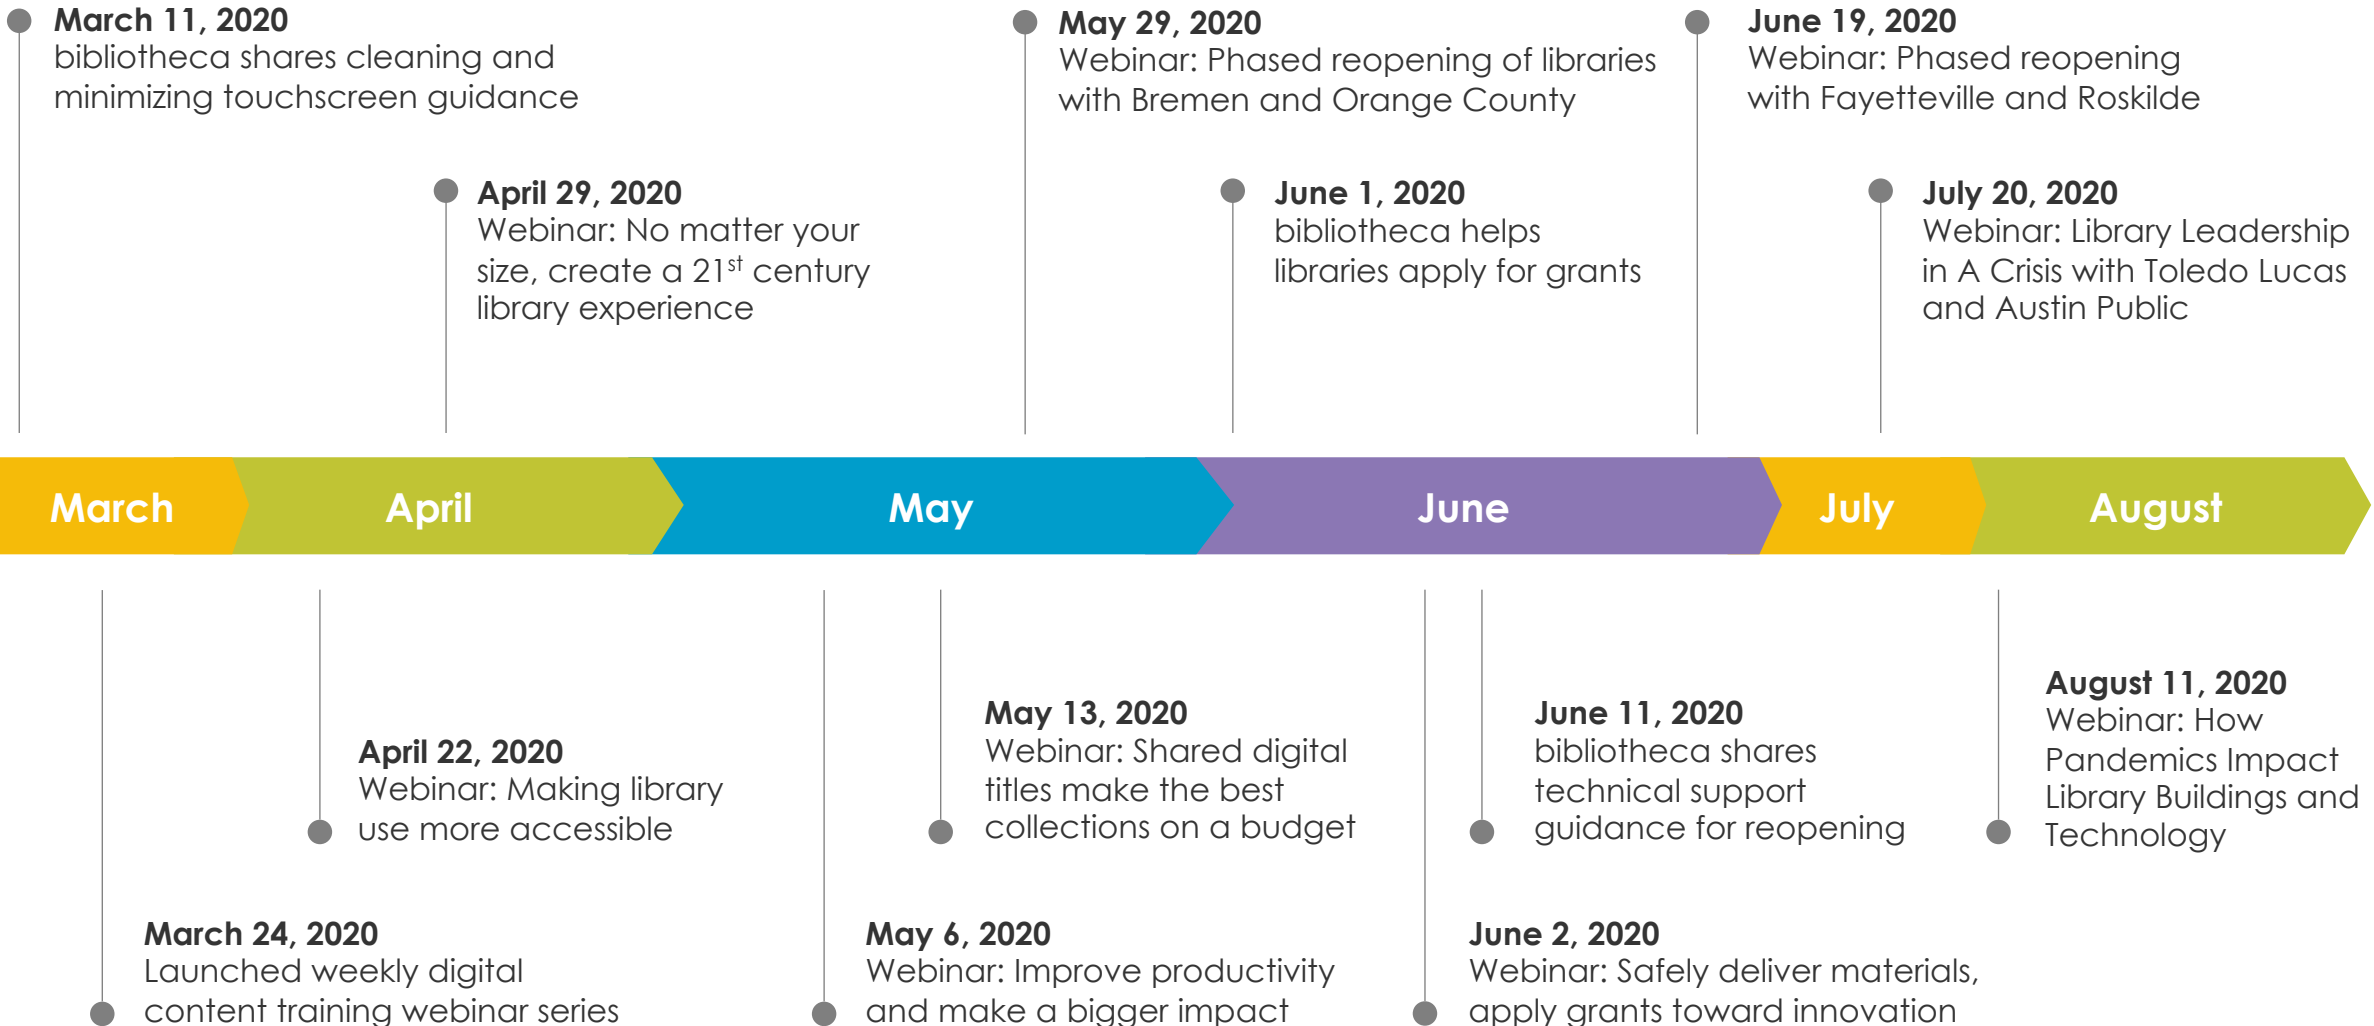 March 11, 2020
bibliotheca shares cleaning and
minimizing touchscreen guidance
May 29, 2020
Webinar: Phased reopening of libraries
with Bremen and Orange County
June 19, 2020
Webinar: Phased reopening
with Fayetteville and Roskilde
April 29, 2020
Webinar: No matter your
size, create a 21st century
library experience
June 1, 2020
bibliotheca helps
libraries apply for grants
July 20, 2020
Webinar: Library Leadership
in A Crisis with Toledo Lucas
and Austin Public
March
April
May
June
July
August
April 22, 2020
Webinar: Making library
use more accessible
May 13, 2020
Webinar: Shared digital
titles make the best
collections on a budget
June 11, 2020
bibliotheca shares
technical support
guidance for reopening
August 11, 2020
Webinar: How
Pandemics Impact
Library Buildings and
Technology
March 24, 2020
Launched weekly digital
content training webinar series
May 6, 2020
Webinar: Improve productivity
and make a bigger impact
June 2, 2020
Webinar: Safely deliver materials,
apply grants toward innovation